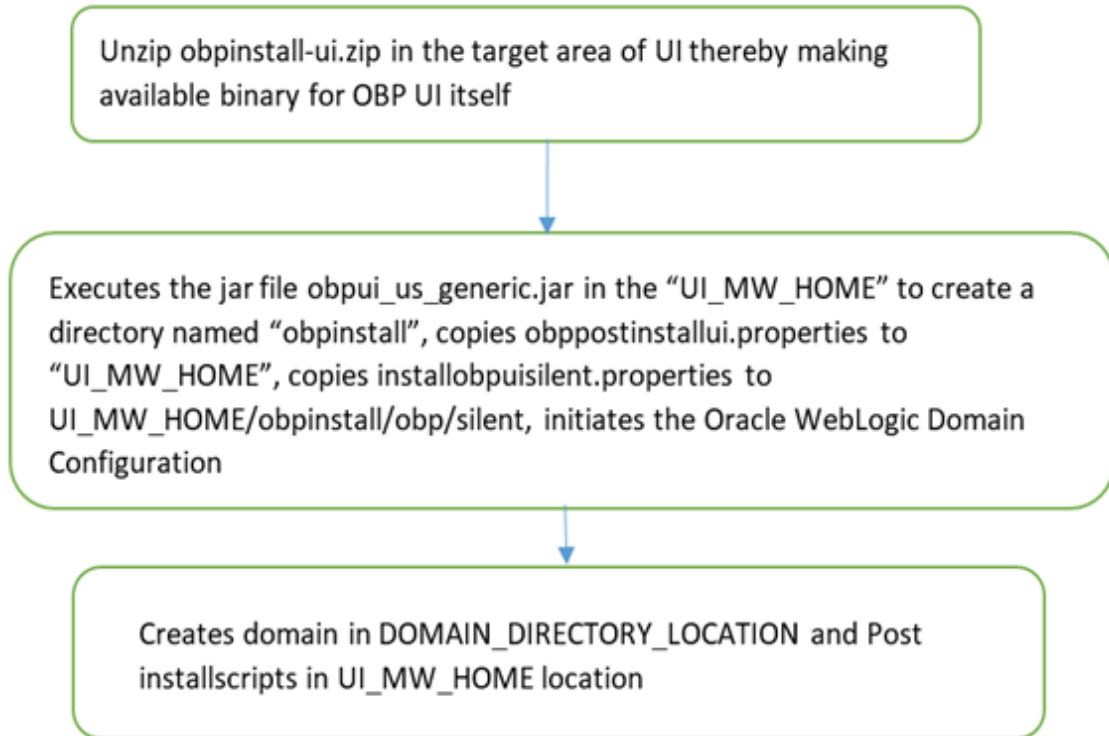 Unzip obpinstall-ui.zip in the target area of UI thereby making
available binary for OBP UI itself
Executes the jar file obpui_us_generic.jar in the “UI_MW_HOME” to create a
directory named “obpinstall”, copies obppostinstallui.properties to
“UI_MW_HOME”, copies installobpuisilent.properties to
UI_MW_HOME/obpinstall/obp/silent, initiates the Oracle WebLogic Domain
Configuration
Creates domain in DOMAIN_DIRECTORY_LOCATION and Post
installscripts in UI_MW_HOME location